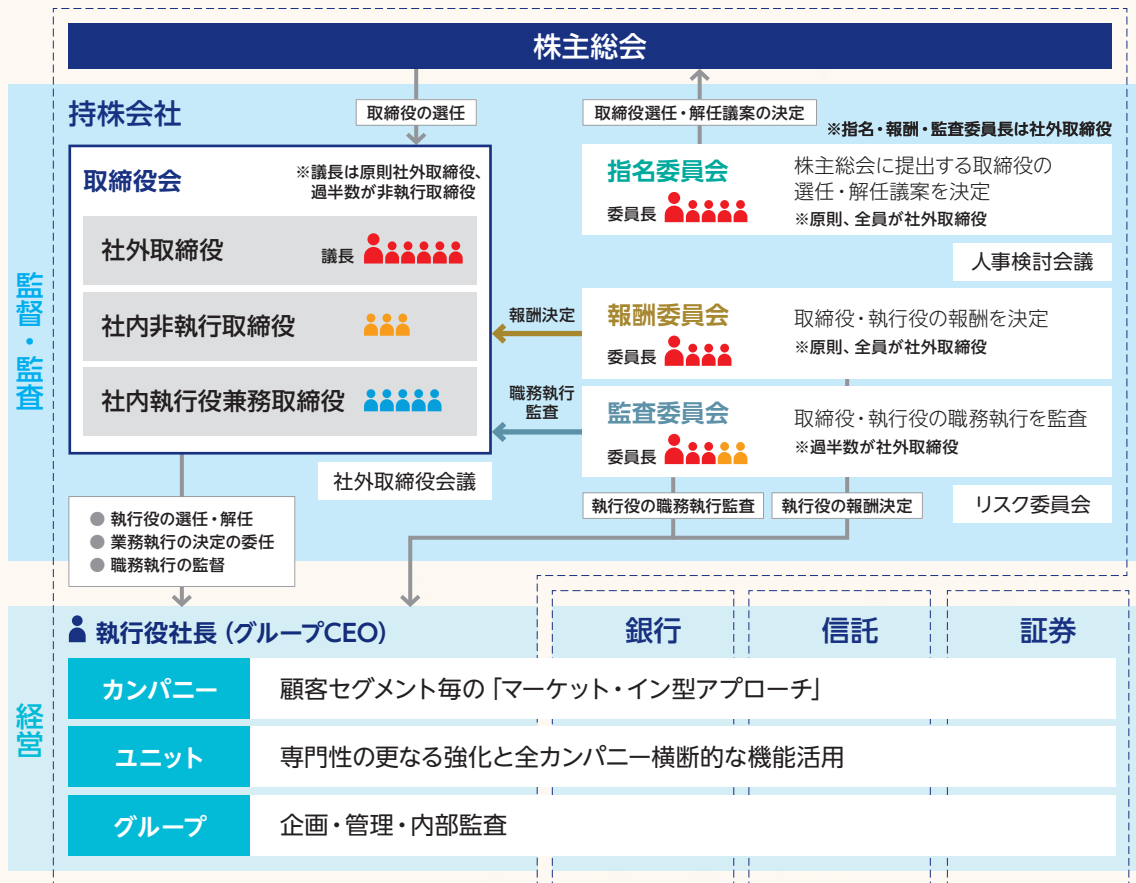 株主総会
持株会社
取締役の選任
取締役選任・解任議案の決定
※指名・報酬・監査委員長は社外取締役
取締役会
※議長は原則社外取締役、
過半数が非執行取締役
社外取締役
議長
社内非執行取締役
社内執行役兼務取締役
社外取締役会議
指名委員会
委員長
株主総会に提出する取締役の
選任・解任議案を決定
※原則、全員が社外取締役
人事検討会議
報酬決定
報酬委員会
委員長
取締役・執行役の報酬を決定
※原則、全員が社外取締役
職務執行
監査
監査委員会
委員長
取締役・執行役の職務執行を監査
※過半数が社外取締役
執行役の職務執行監査
執行役の報酬決定
リスク委員会
監督・監査
● 執行役の選任・解任
● 業務執行の決定の委任
● 職務執行の監督
経営
執行役社長（グループCEO）
銀行
信託
証券
カンパニー
顧客セグメント毎の「マーケット・イン型アプローチ」
ユニット
専門性の更なる強化と全カンパニー横断的な機能活用
グループ
企画・管理・内部監査